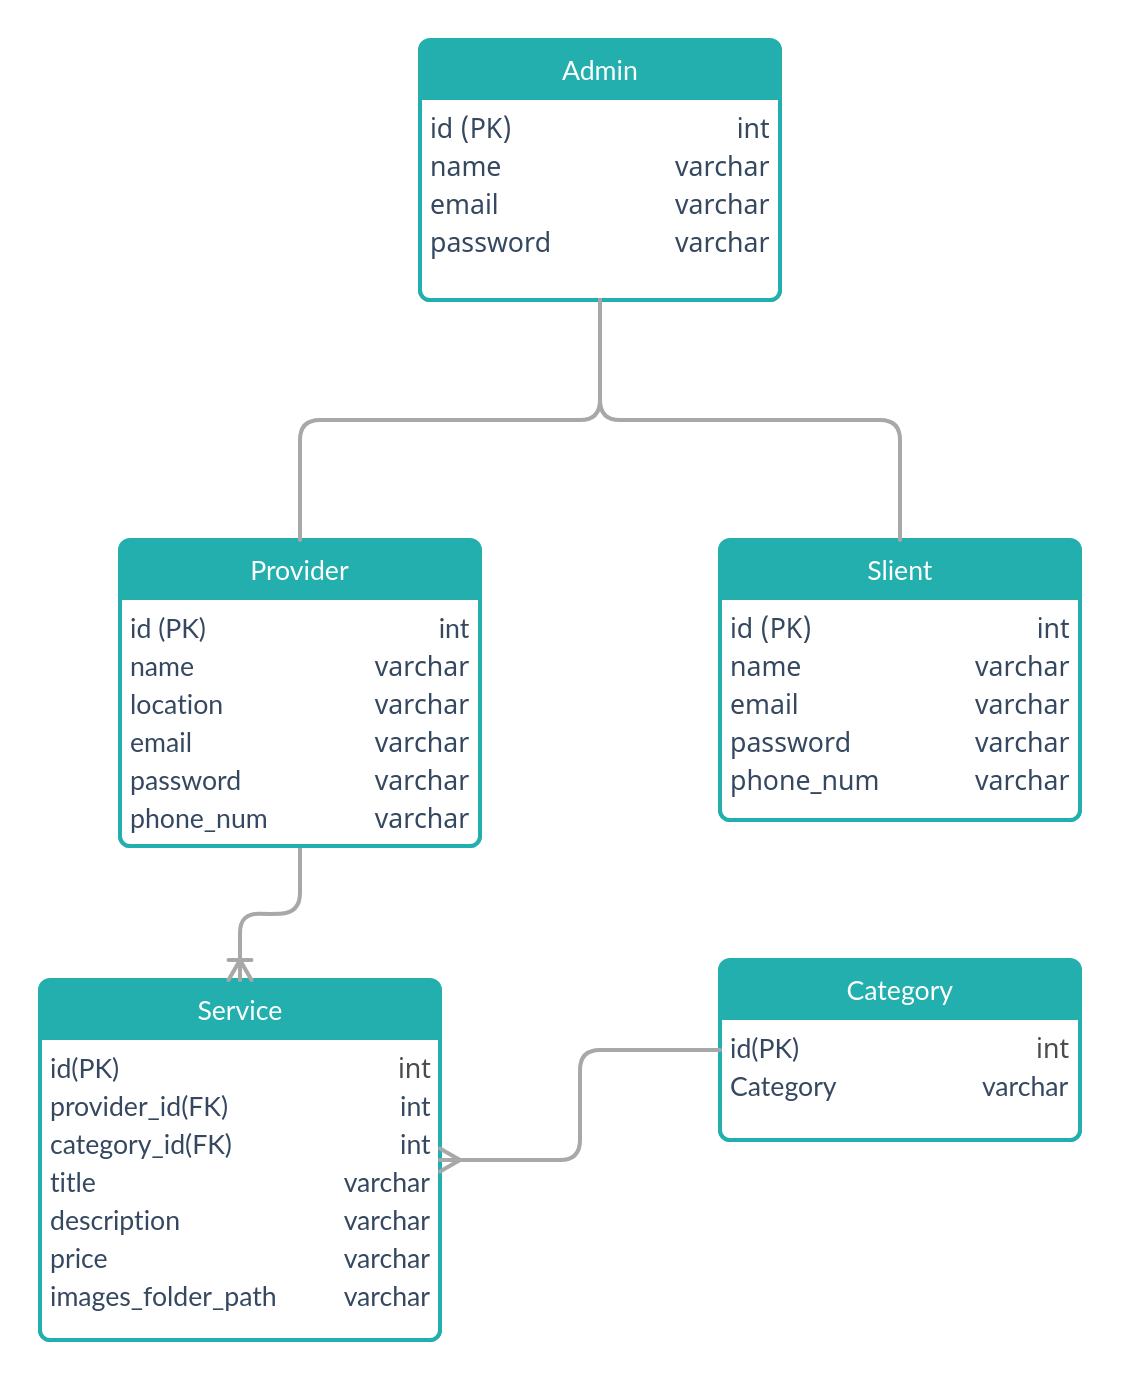 Admin
id (PK) int
name varchar
email varchar
password varchar
Provider
id (PK) int
name varchar
location varchar
email varchar
password varchar
phone_num varchar
Slient
id (PK) int
name varchar
email varchar
password varchar
phone_num varchar
Service
id(PK) int
provider_id(FK) int
category_id(FK) int
title varchar
description varchar
price varchar
images_folder_path varchar
Category
id(PK) int
Category varchar